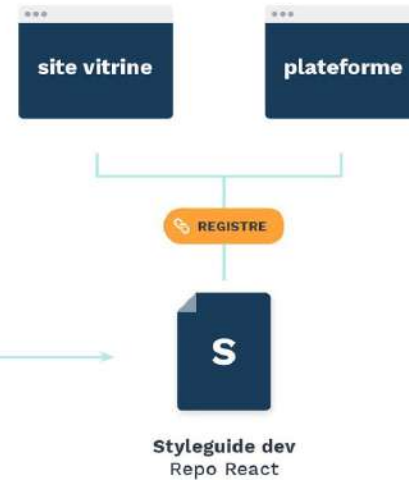 site vitrine
plateforme
REGISTRE
S
Styleguide dev
Repo React